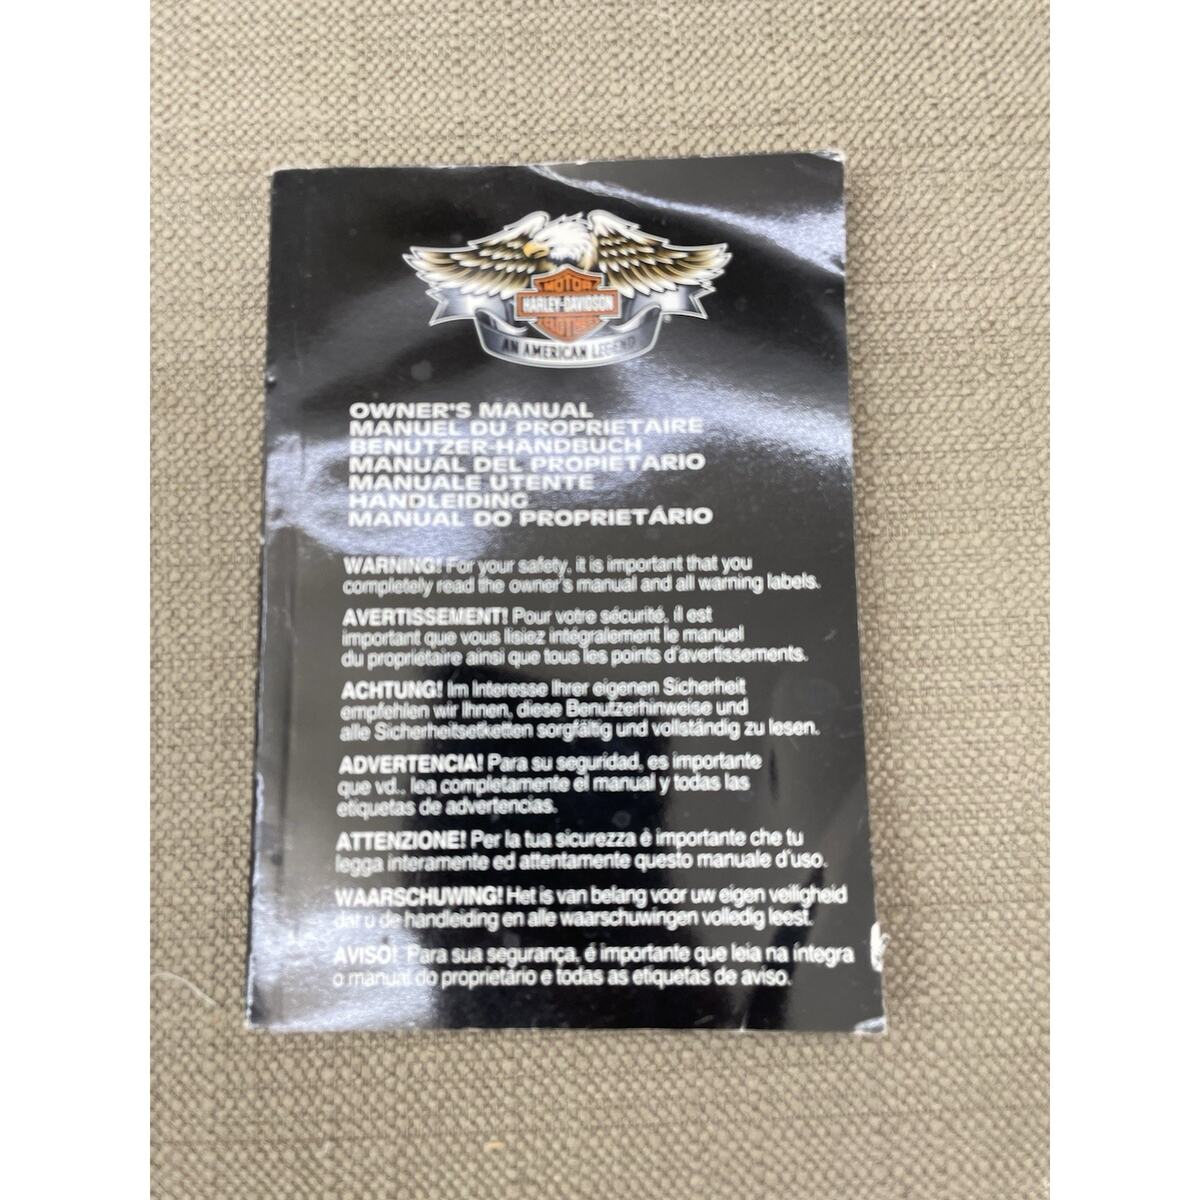 MOTOR
HARLEY-DAVIDSON
AN AMERICAN LEGEND
OWNER'S MANUAL
MANUEL DU PROPRIETAIRE
BENUTZER-HANDBUCH
MANUAL DEL PROPIETARIO
MANUALE UTENTE
HANDLEIDING
MANUAL DO PROPRIETÁRIO
WARNING! For your safety, it is important that you
completely read the owner's manual and all warning labels.
AVERTISSEMENT! Pour votre sécurité, il est
important que vous lisiez intégralement le manuel
du propriétaire ainsi que tous les points d'avertissements.
ACHTUNG! Im Interesse Ihrer eigenen Sicherheit
empfehlen wir Ihnen, diese Benutzerhinweise und
alle Sicherheitsetketten sorgfältig und vollständig zu lesen.
ADVERTENCIA! Para su seguridad, es importante
que vd.. lea completamente el manual y todas las
etiquetas de advertencias.
ATTENZIONE! Per la tua sicurezza è importante che tu
legga interamente ed attentamente questo manuale d'uso.
WAARSCHUWING! Het is van belang voor uw eigen veiligheid
dat u de handleiding en alle waarschuwingen volledig leest.
AVISO! Para sua segurança, é importante que leia na íntegra
o manual do proprietário e todas as etiquetas de aviso.